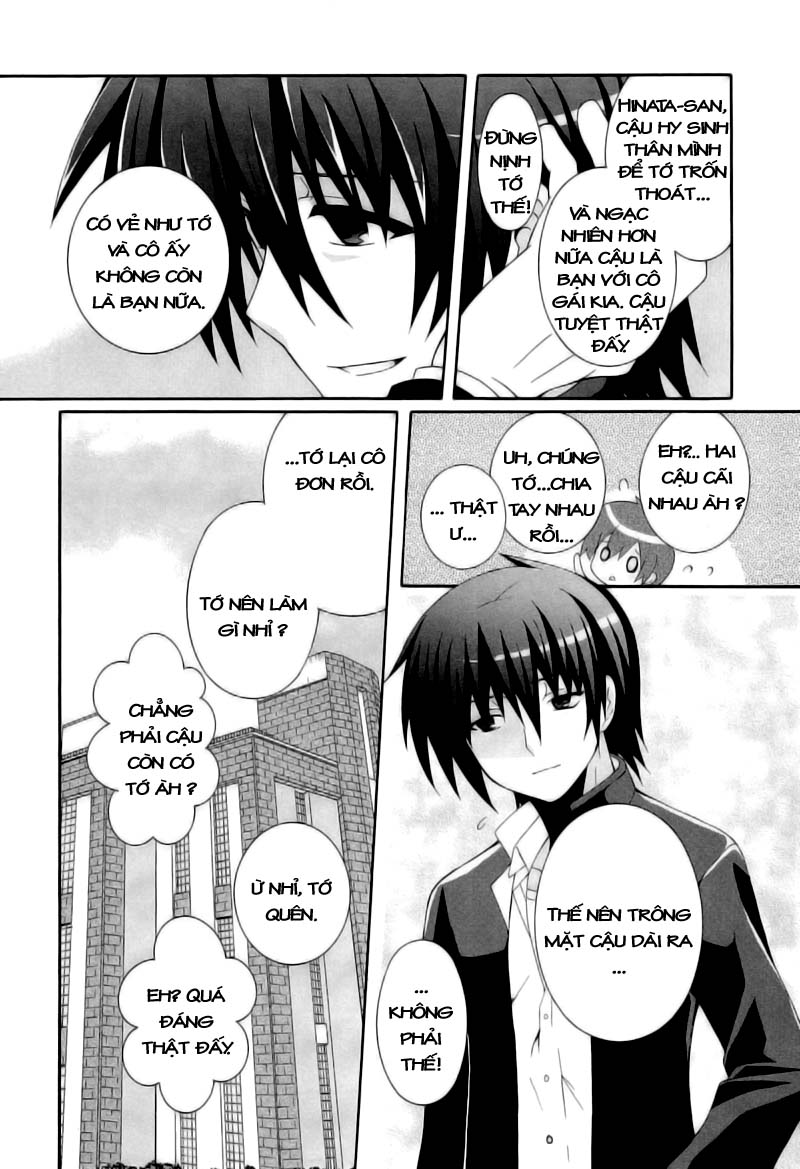 HINATA-SAN,
CẬU HY SINH
THÂN MÌNH
ĐỂ TỚ TRỐN
THOÁT...
VÀ NGẠC
NHIÊN HƠN
NỮA CẬU LÀ
BẠN VỚI CÔ
GÁI KIA. CẬU
TUYỆT THẬT
ĐẤY.
ĐỪNG
NỊNH
TỚ
THẾ!
CÓ VẺ NHƯ TỚ
VÀ CÔ ẤY
KHÔNG CÒN
LÀ BẠN NỮA.
EH?... HAI
CẬU CÃI
NHAU ÀH ?
UH, CHÚNG
TỚ...CHIA
TAY NHAU
RỒI...
... THẬT
Ư...
THẾ NÊN TRÔNG
MẶT CẬU DÀI RA
...
...
KHÔNG
PHẢI
THẾ!
...TỚ LẠI CÔ
ĐƠN RỒI.
TỚ NÊN LÀM
GÌ NHỈ ?
CHẲNG
PHẢI CẬU
CÒN CÓ
TỚ ÀH ?
Ừ NHỈ, TỚ
QUÊN.
EH? QUÁ
ĐÁNG
THẬT ĐẤY.